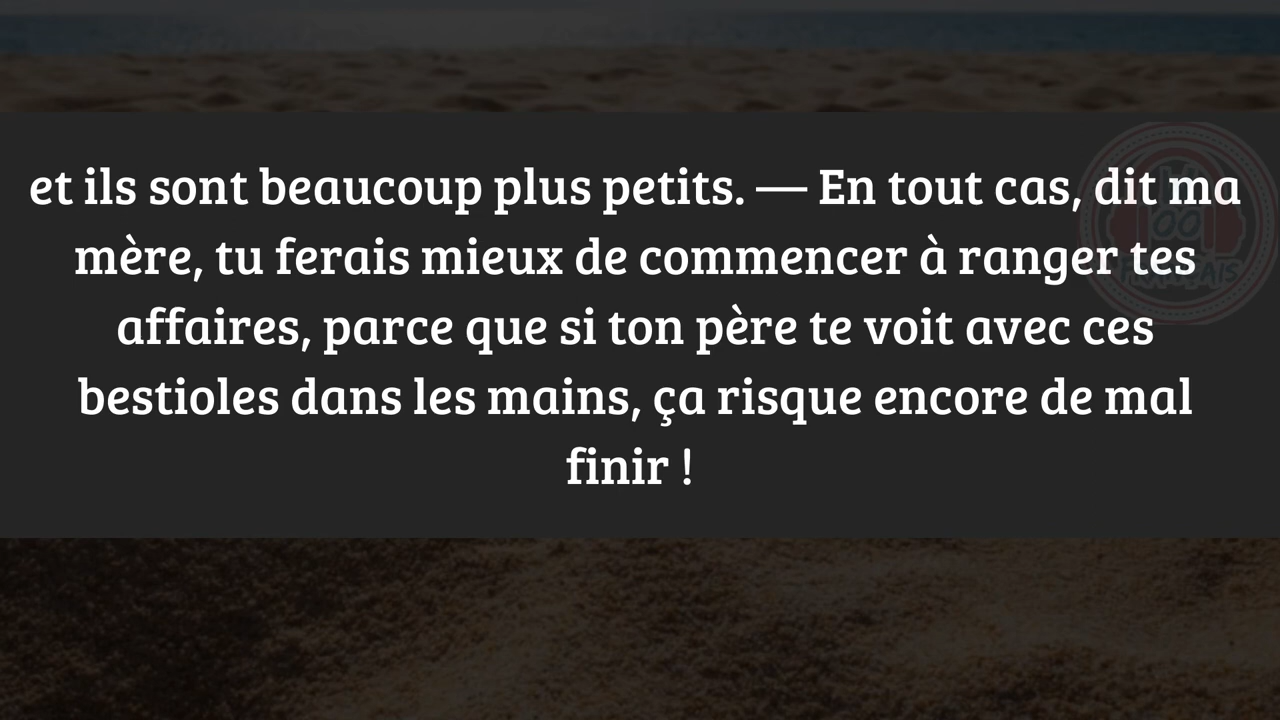 et ils sont beaucoup plus petits. — En tout cas, dit ma
mère, tu ferais mieux de commencer à ranger tes
affaires, parce que si ton père te voit avec ces
bestioles dans les mains, ça risque encore de mal
finir !